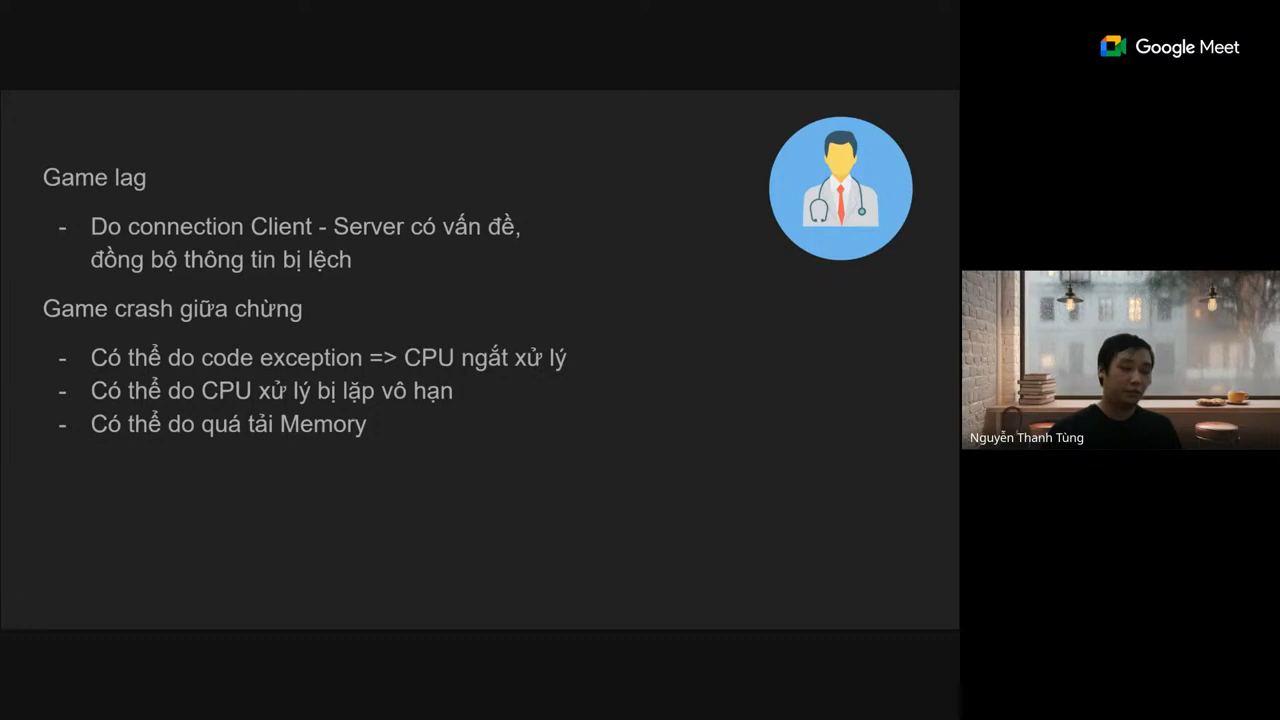 Google Meet
Game lag
- Do connection Client - Server có vấn đề,
đồng bộ thông tin bị lệch
Game crash giữa chừng
- Có thể do code exception => CPU ngắt xử lý
- Có thể do CPU xử lý bị lặp vô hạn
- Có thể do quá tải Memory
Nguyễn Thanh Tùng